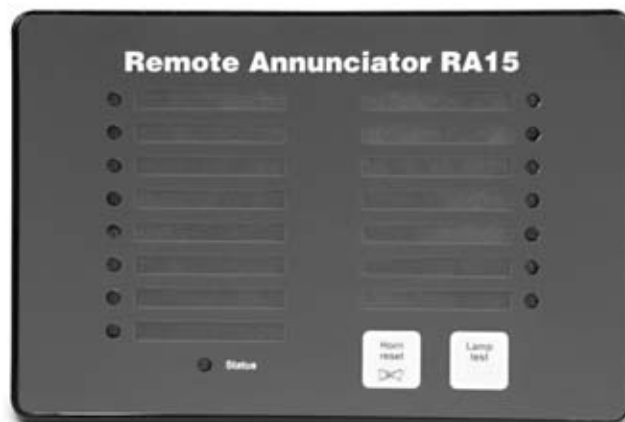 Remote Annunciator RA15
Status
Horn
reset
Lamp
test